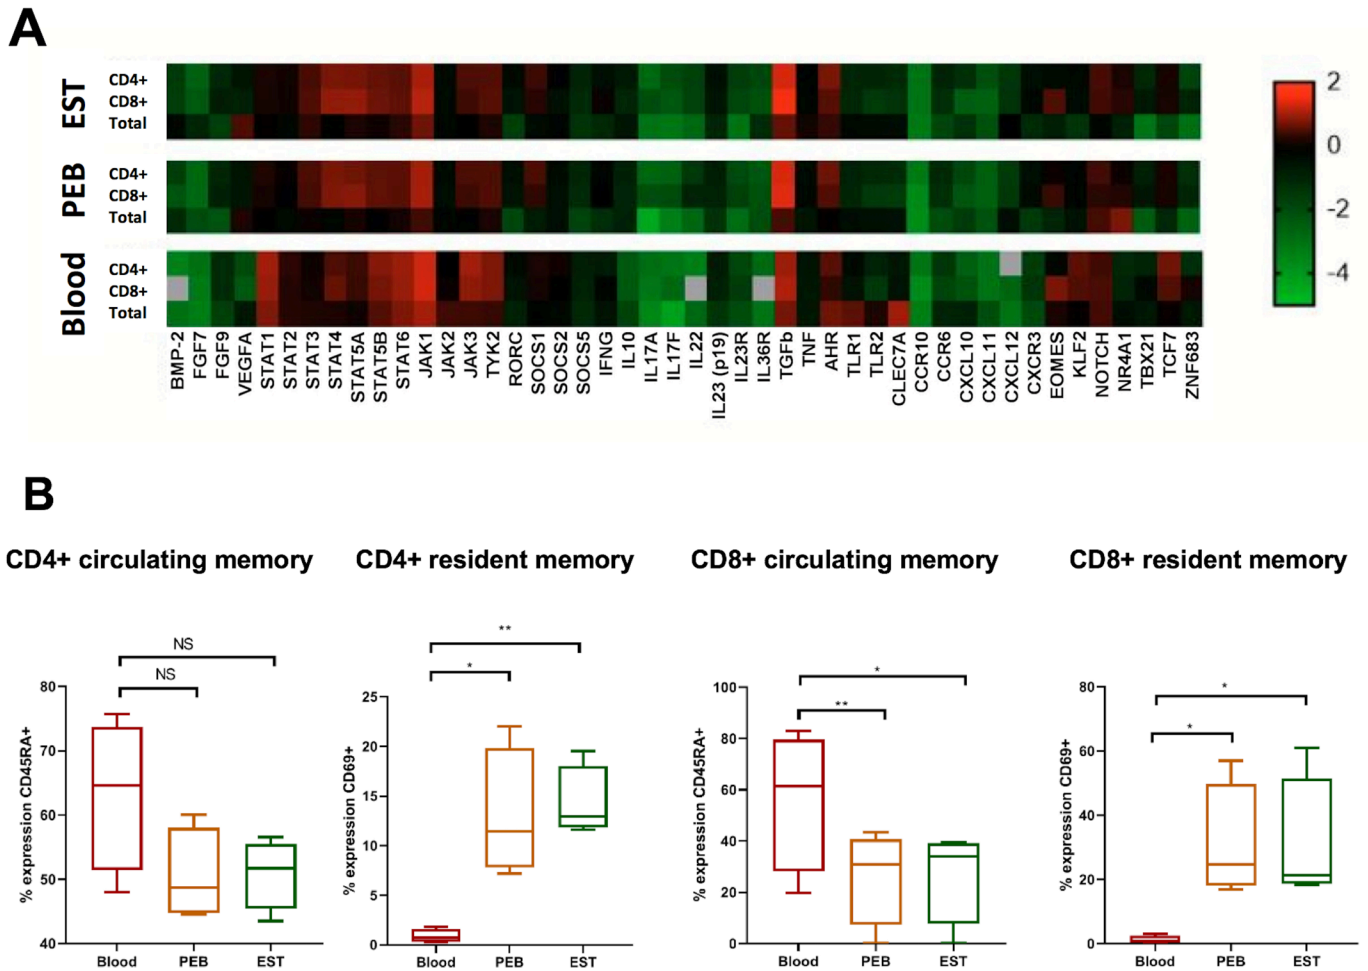 A
EST
CD4+
CD8+
Total
PEB
CD4+
CD8+
Total
Blood
CD4+
CD8+
Total
BMP-2 FGF7 FGF9 VEGFA STAT1 STAT2 STAT3 STAT4 STAT5A STAT5B STAT6 JAK1 JAK2 JAK3 TYK2 RORC SOCS1 SOCS2 SOCS5 IFNG IL10 IL17A IL17F IL22 IL23 (p19) IL23R IL36R TGFb TNF AHR TLR1 TLR2 CLEC7A CCR10 CCR6 CXCL10 CXCL11 CXCL12 CXCR3 EOMES KLF2 NOTCH NR4A1 TBX21 TCF7 ZNF683
2
0
-2
-4
B
CD4+ circulating memory
% expression CD45RA+
80
70
60
50
40
NS
NS
Blood PEB EST
CD4+ resident memory
% expression CD69+
25
20
15
10
5
0
**
*
Blood PEB EST
CD8+ circulating memory
% expression CD45RA+
100
80
60
40
20
0
*
**
Blood PEB EST
CD8+ resident memory
% expression CD69+
80
60
40
20
0
*
*
Blood PEB EST